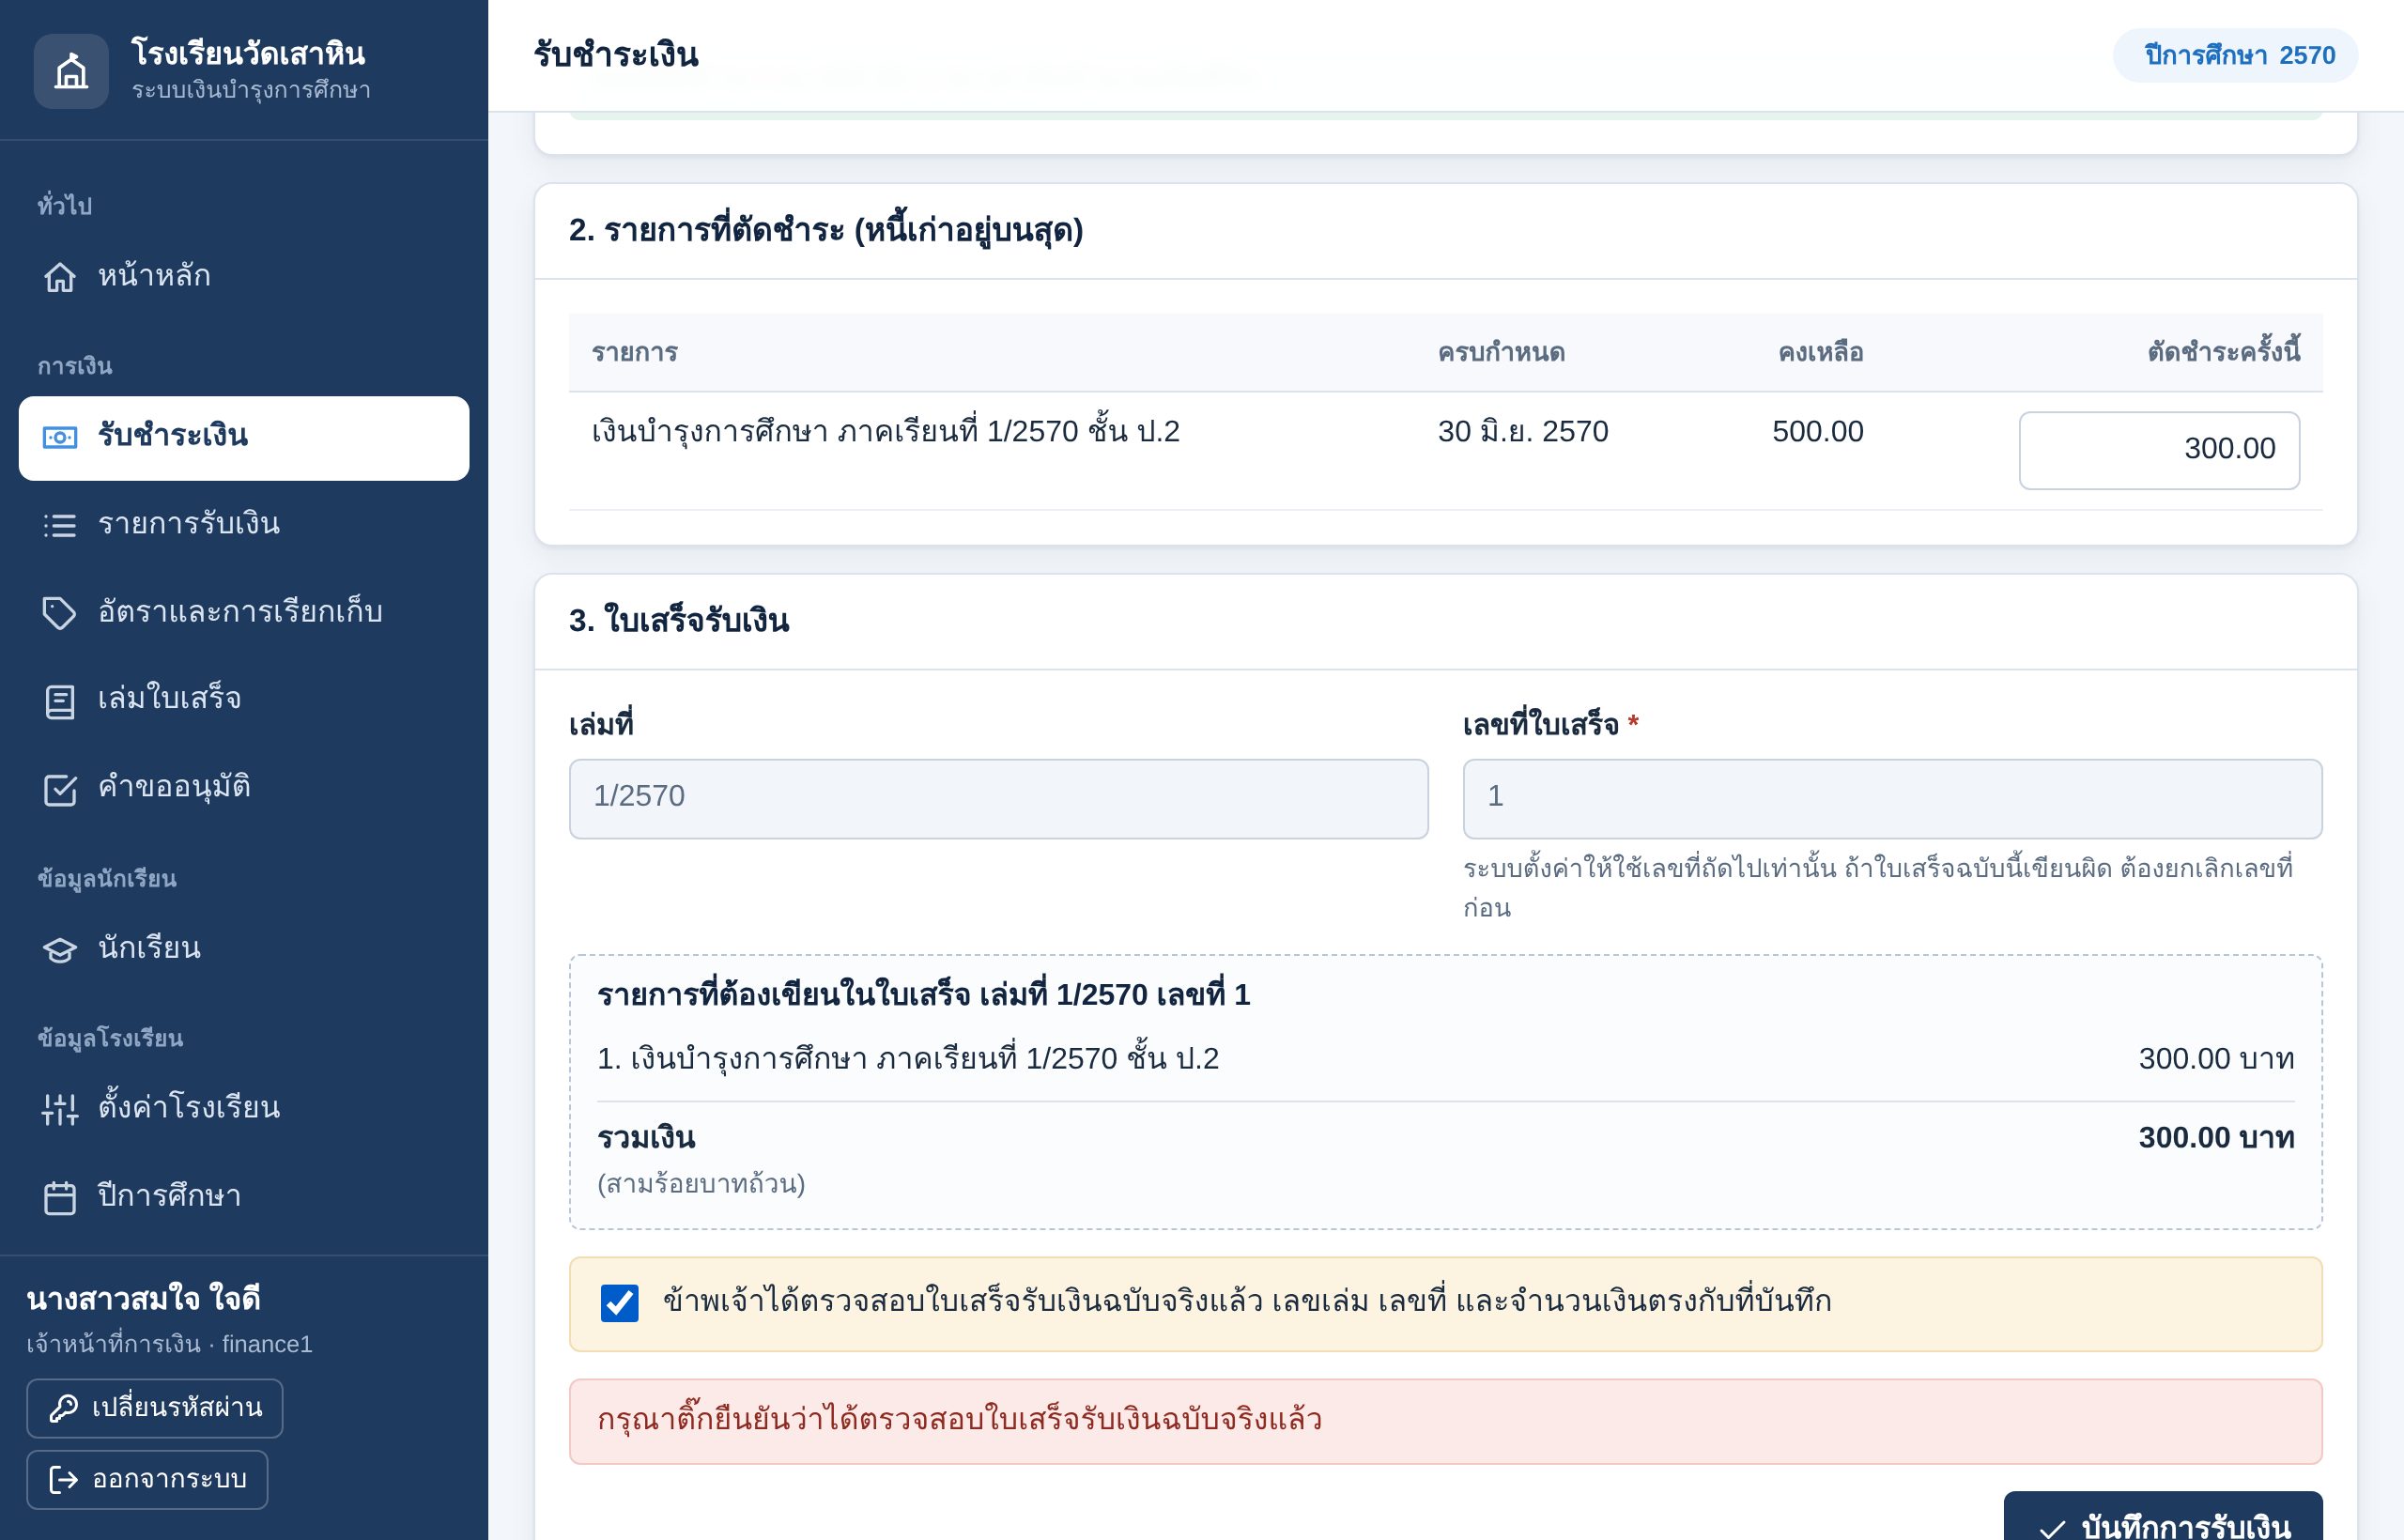 โรงเรียนวัดเสาหิน
ระบบเงินบำรุงการศึกษา
ทั่วไป
หน้าหลัก
การเงิน
รับชำระเงิน
รายการรับเงิน
อัตราและการเรียกเก็บ
เล่มใบเสร็จ
คำขออนุมัติ
ข้อมูลนักเรียน
นักเรียน
ข้อมูลโรงเรียน
ตั้งค่าโรงเรียน
ปีการศึกษา
นางสาวสมใจ ใจดี
เจ้าหน้าที่การเงิน · finance1
เปลี่ยนรหัสผ่าน
ออกจากระบบ
รับชำระเงิน
ปีการศึกษา 2570
2. รายการที่ตัดชำระ (หนี้เก่าอยู่บนสุด)
รายการ ครบกำหนด คงเหลือ ตัดชำระครั้งนี้
เงินบำรุงการศึกษา ภาคเรียนที่ 1/2570 ชั้น ป.2 30 มิ.ย. 2570 500.00 300.00
3. ใบเสร็จรับเงิน
เล่มที่ เลขที่ใบเสร็จ *
1/2570 1
ระบบตั้งค่าให้ใช้เลขที่ถัดไปเท่านั้น ถ้าใบเสร็จฉบับนี้เขียนผิด ต้องยกเลิกเลขที่
ก่อน
รายการที่ต้องเขียนในใบเสร็จ เล่มที่ 1/2570 เลขที่ 1
1. เงินบำรุงการศึกษา ภาคเรียนที่ 1/2570 ชั้น ป.2 300.00 บาท
รวมเงิน 300.00 บาท
(สามร้อยบาทถ้วน)
ข้าพเจ้าได้ตรวจสอบใบเสร็จรับเงินฉบับจริงแล้ว เลขเล่ม เลขที่ และจำนวนเงินตรงกับที่บันทึก
กรุณาติ๊กยืนยันว่าได้ตรวจสอบใบเสร็จรับเงินฉบับจริงแล้ว
บันทึกการรับเงิน